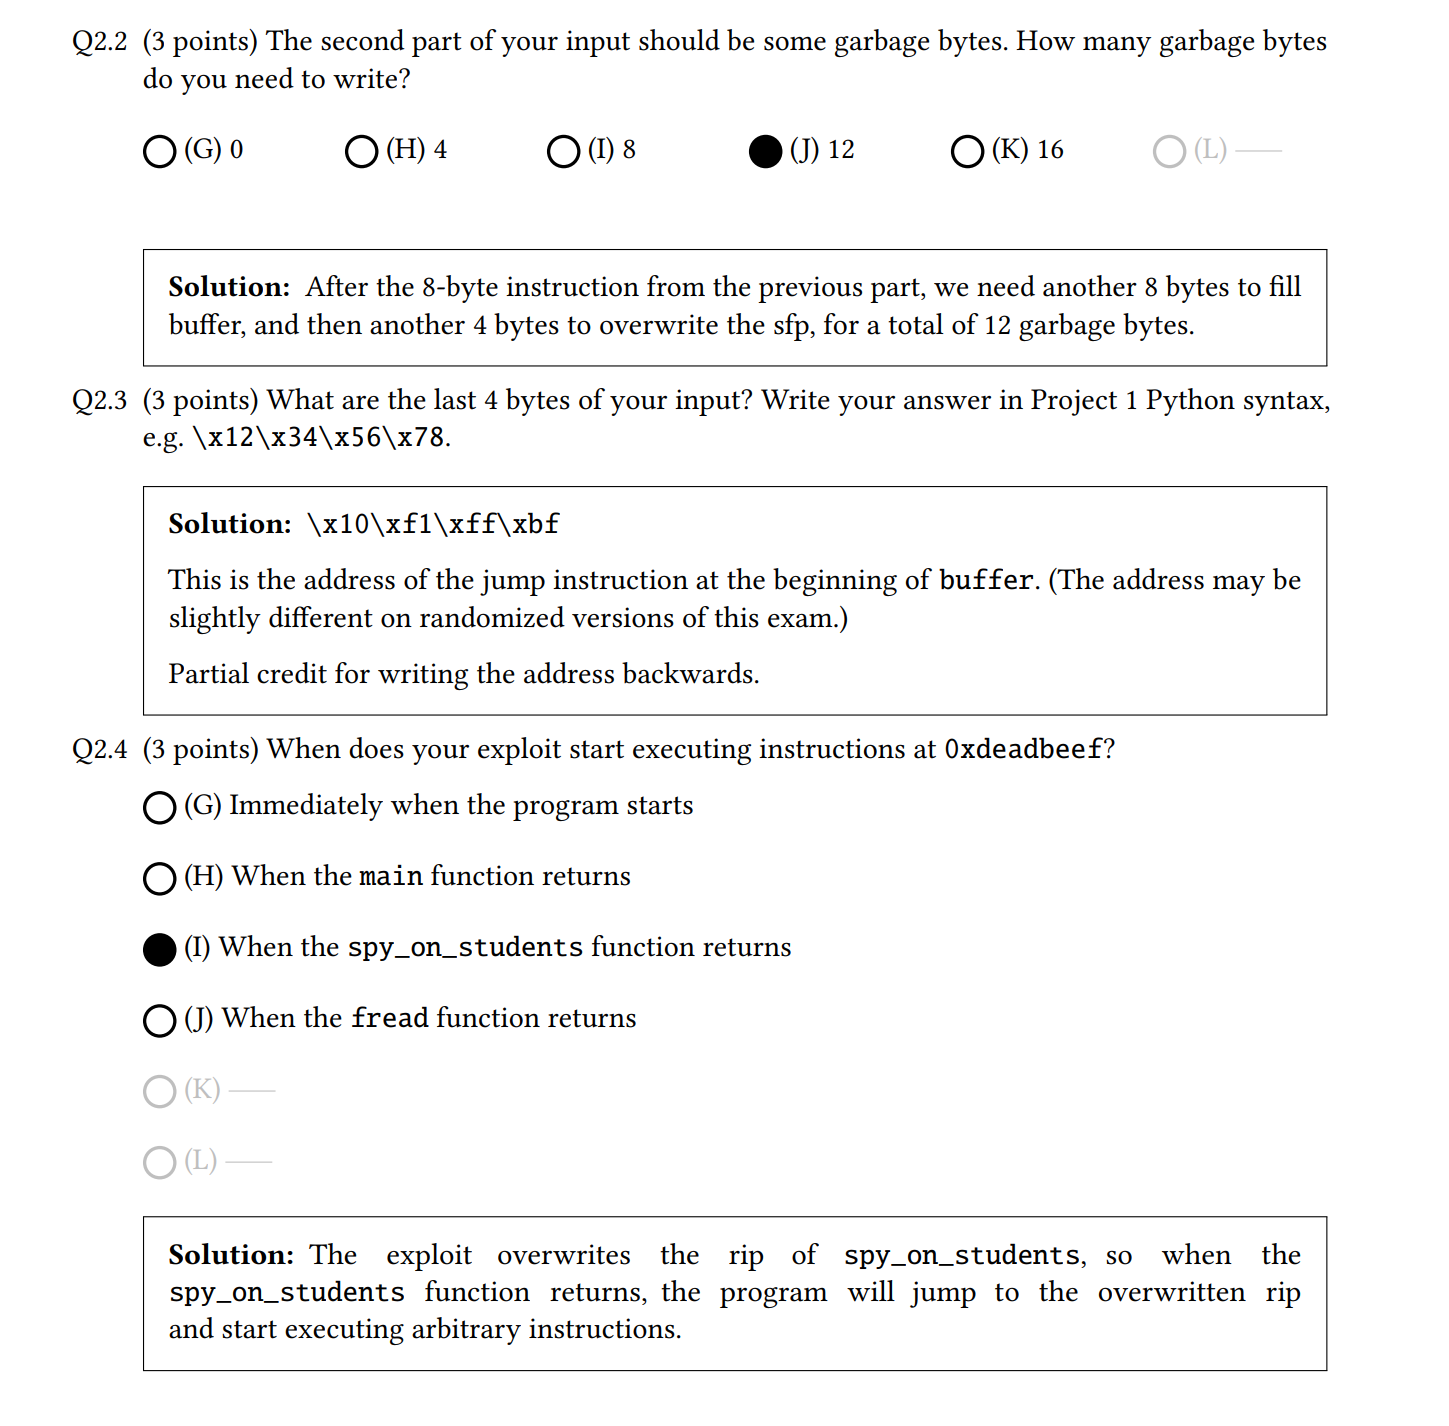 Q2.2 (3 points) The second part of your input should be some garbage bytes. How many garbage bytes
do you need to write?
(G) 0 (H) 4 (I) 8 (J) 12 (K) 16 (L) ——
Solution: After the 8-byte instruction from the previous part, we need another 8 bytes to fill
buffer, and then another 4 bytes to overwrite the sfp, for a total of 12 garbage bytes.
Q2.3 (3 points) What are the last 4 bytes of your input? Write your answer in Project 1 Python syntax,
e.g. \x12\x34\x56\x78.
Solution: \x10\xf1\xff\xbf
This is the address of the jump instruction at the beginning of buffer. (The address may be
slightly different on randomized versions of this exam.)
Partial credit for writing the address backwards.
Q2.4 (3 points) When does your exploit start executing instructions at 0xdeadbeef?
(G) Immediately when the program starts
(H) When the main function returns
(I) When the spy_on_students function returns
(J) When the fread function returns
(K) ——
(L) ——
Solution: The exploit overwrites the rip of spy_on_students, so when the
spy_on_students function returns, the program will jump to the overwritten rip
and start executing arbitrary instructions.